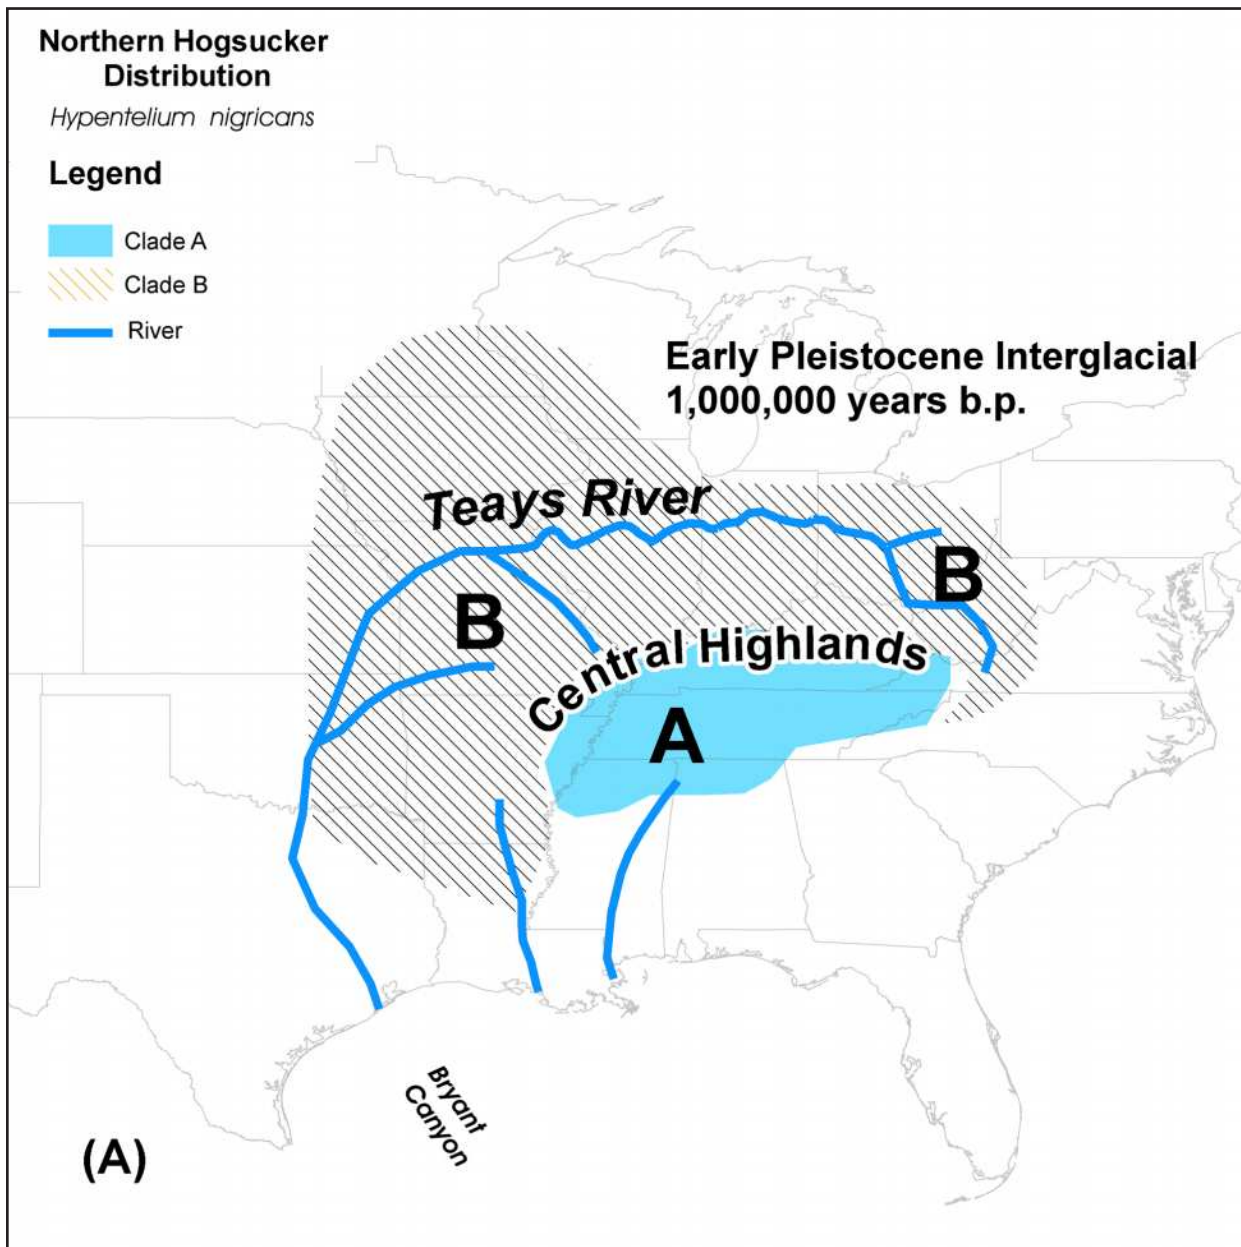 Northern Hogsucker
Distribution
Hypentelium nigricans
Legend
Clade A
Clade B
River
Early Pleistocene Interglacial
1,000,000 years b.p.
Teays River
B
B
Central Highlands
A
Bryant
Canyon
(A)